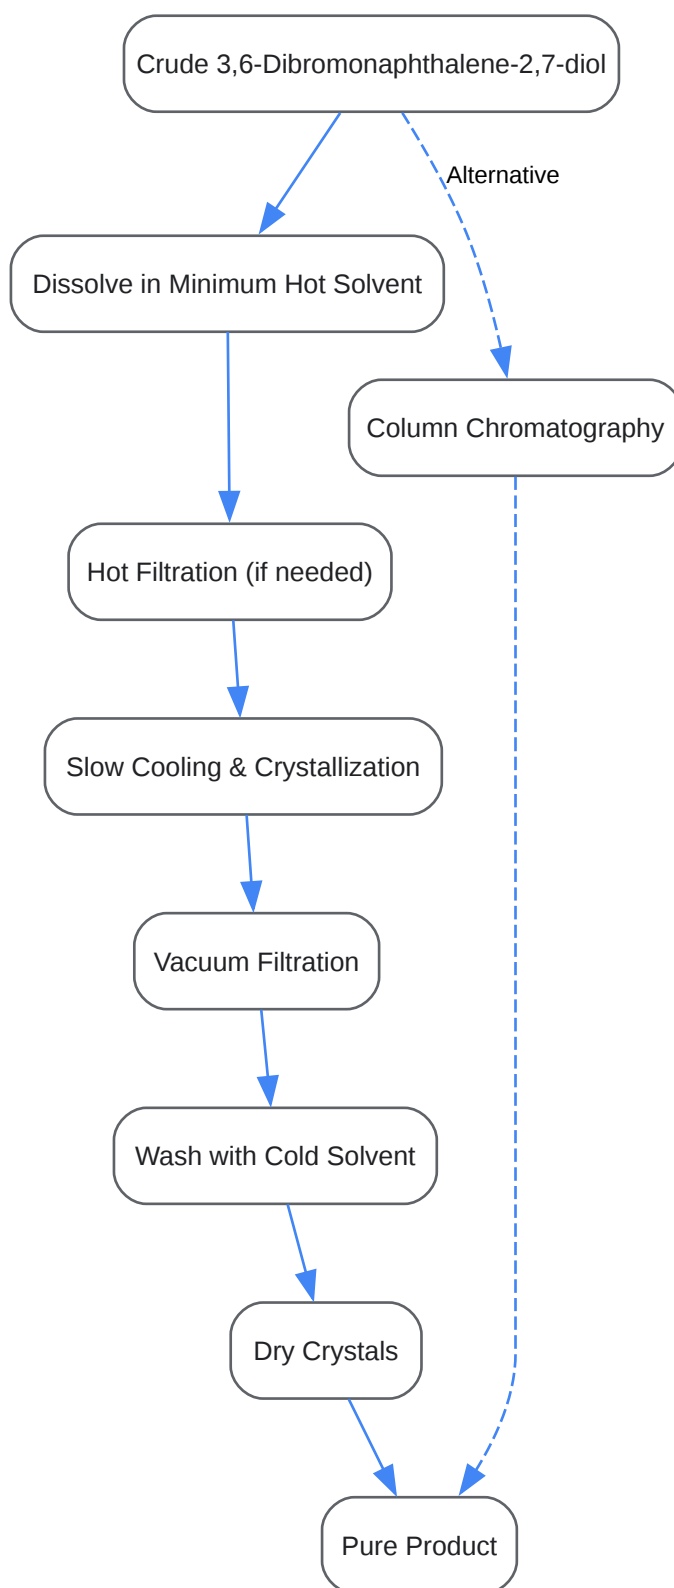 Crude 3,6-Dibromonaphthalene-2,7-diol
Alternative
Dissolve in Minimum Hot Solvent
Column Chromatography
Hot Filtration (if needed)
Slow Cooling & Crystallization
Vacuum Filtration
Wash with Cold Solvent
Dry Crystals
Pure Product